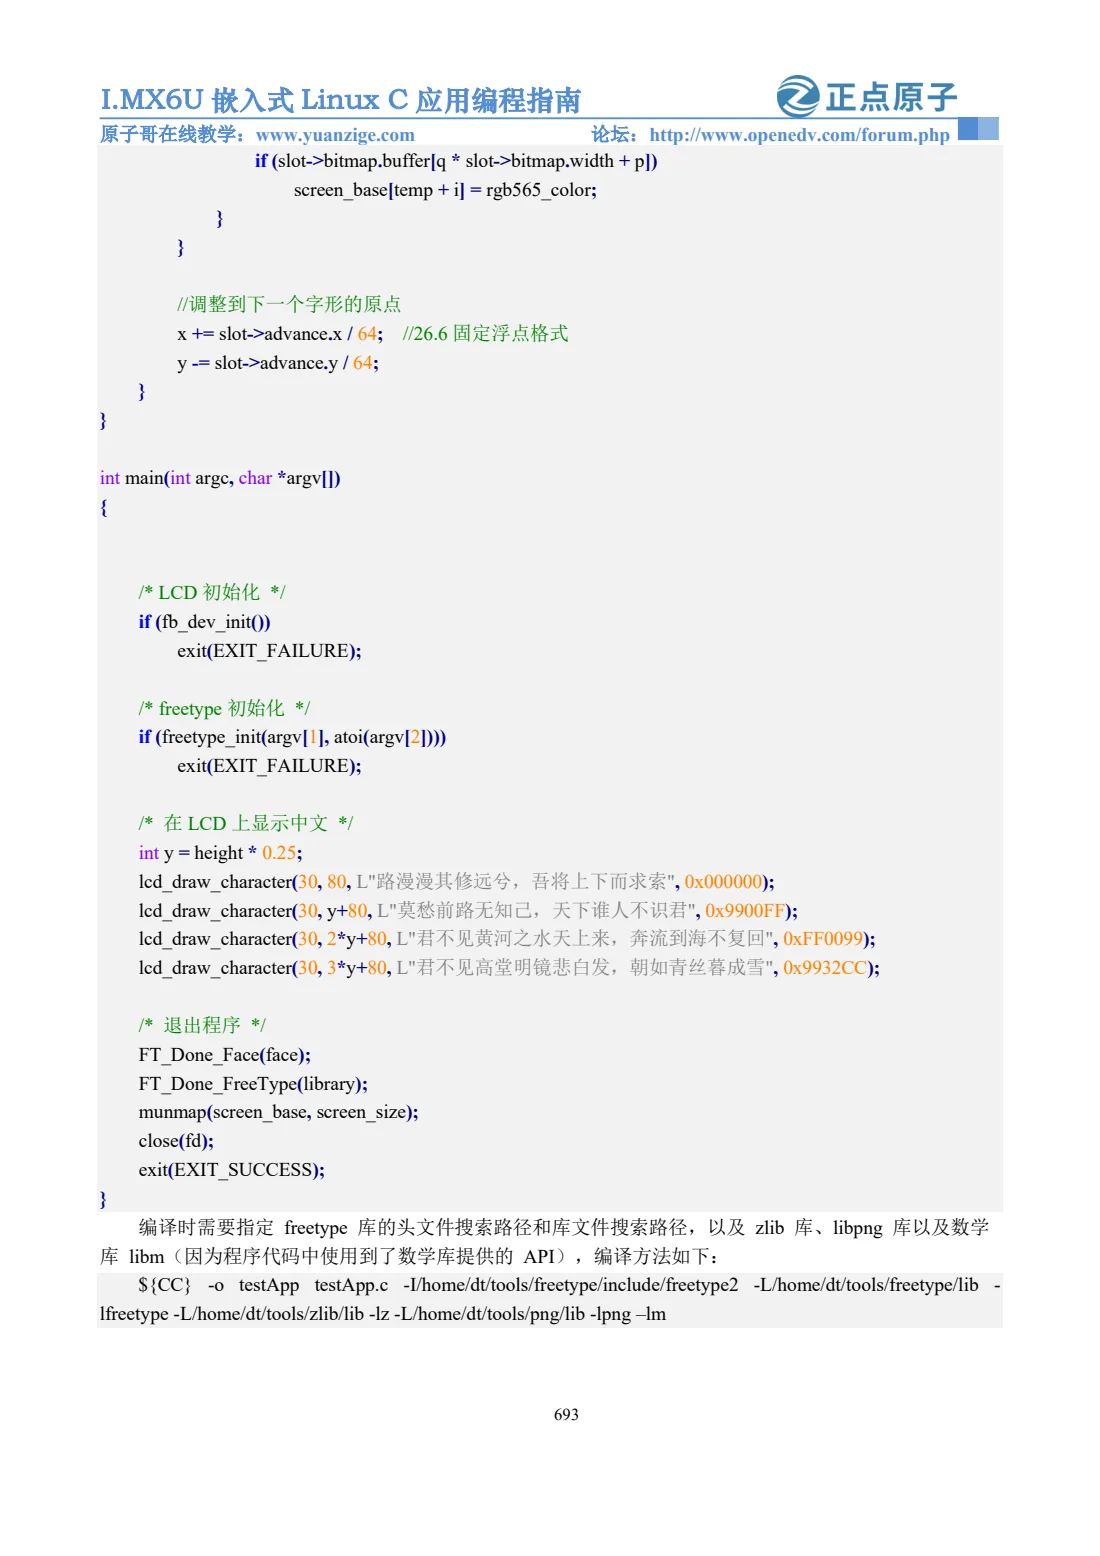 I.MX6U 嵌入式 Linux C 应用编程指南
正点原子
原子哥在线教学：www.yuanzige.com 论坛：http://www.openedv.com/forum.php
if (slot->bitmap.buffer[q * slot->bitmap.width + p])
screen_base[temp + i] = rgb565_color;
}
}
//调整到下一个字形的原点
x += slot->advance.x / 64; //26.6 固定浮点格式
y -= slot->advance.y / 64;
}
}
int main(int argc, char *argv[])
{
/* LCD 初始化 */
if (fb_dev_init())
exit(EXIT_FAILURE);
/* freetype 初始化 */
if (freetype_init(argv[1], atoi(argv[2])))
exit(EXIT_FAILURE);
/* 在 LCD 上显示中文 */
int y = height * 0.25;
lcd_draw_character(30, 80, L"路漫漫其修远兮，吾将上下而求索", 0x000000);
lcd_draw_character(30, y+80, L"莫愁前路无知己，天下谁人不识君", 0x9900FF);
lcd_draw_character(30, 2*y+80, L"君不见黄河之水天上来，奔流到海不复回", 0xFF0099);
lcd_draw_character(30, 3*y+80, L"君不见高堂明镜悲白发，朝如青丝暮成雪", 0x9932CC);
/* 退出程序 */
FT_Done_Face(face);
FT_Done_FreeType(library);
munmap(screen_base, screen_size);
close(fd);
exit(EXIT_SUCCESS);
}
编译时需要指定 freetype 库的头文件搜索路径和库文件搜索路径，以及 zlib 库、libpng 库以及数学
库 libm（因为程序代码中使用到了数学库提供的 API），编译方法如下：
${CC} -o testApp testApp.c -I/home/dt/tools/freetype/include/freetype2 -L/home/dt/tools/freetype/lib -
lfreetype -L/home/dt/tools/zlib/lib -lz -L/home/dt/tools/png/lib -lpng –lm
693